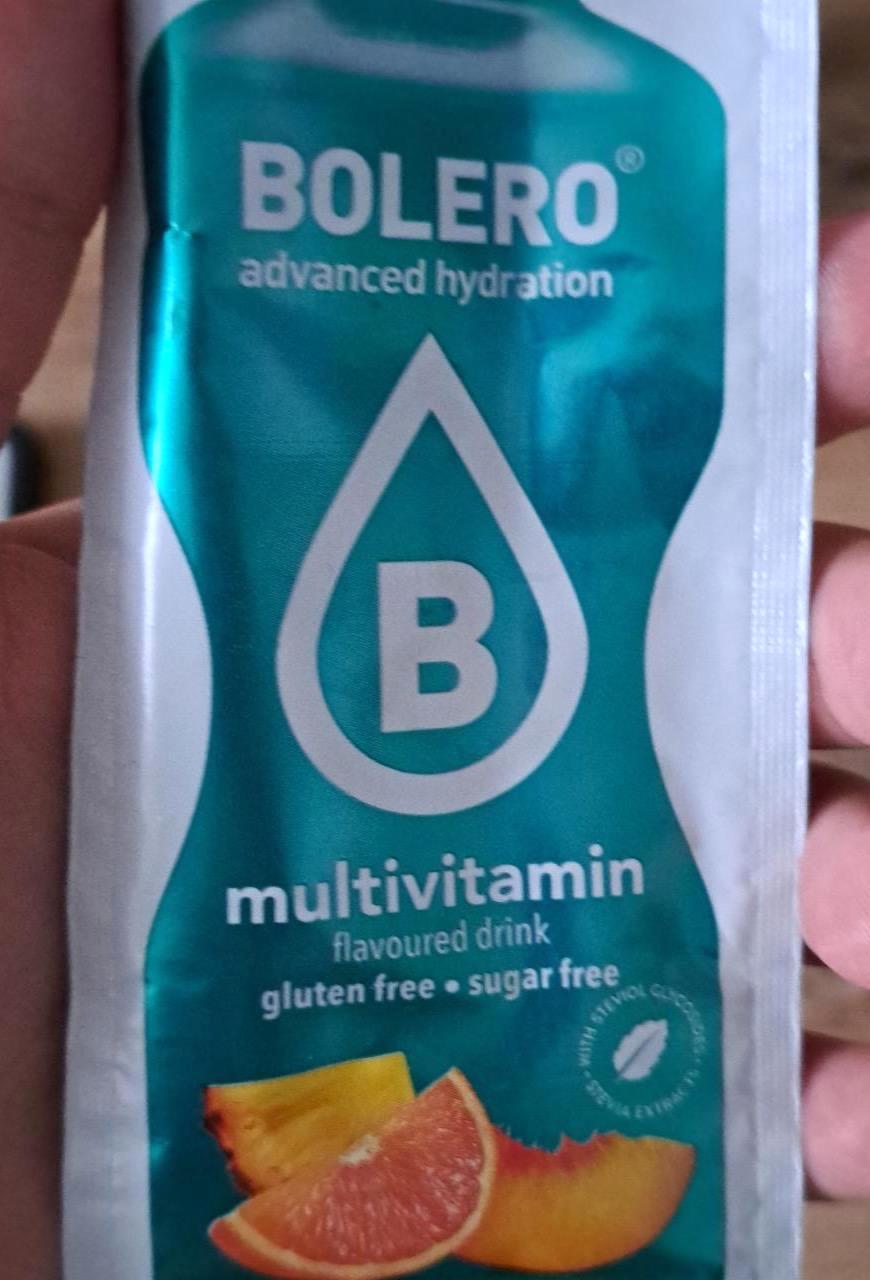 BOLERO®
advanced hydration
B
multivitamin
flavoured drink
gluten free • sugar free
• WITH STEVIOL GLYCOSIDES •
STEVIA EXTRACTS